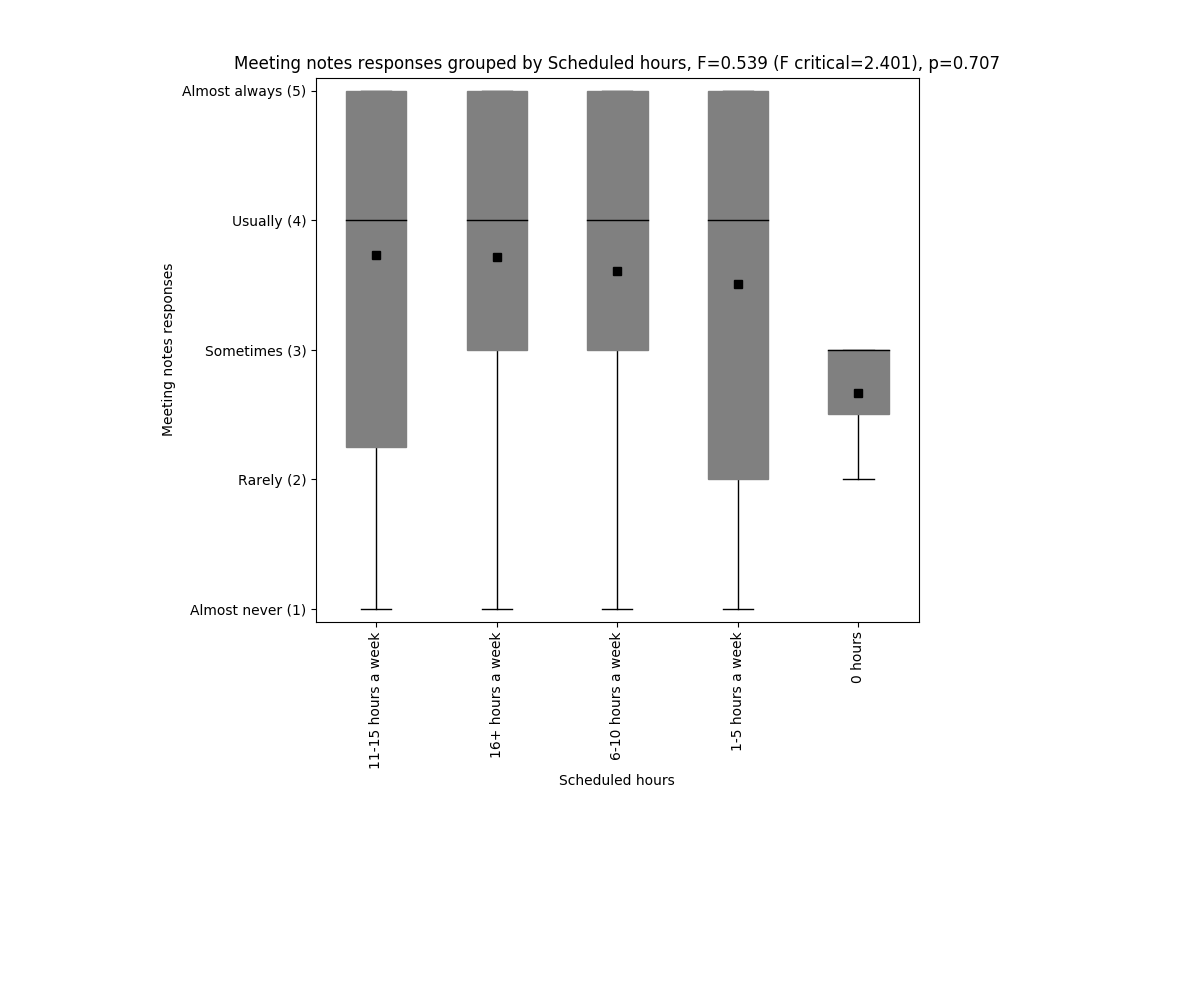 Meeting notes responses grouped by Scheduled hours, F=0.539 (F critical=2.401), p=0.707
Almost always (5)
Usually (4)
Sometimes (3)
Rarely (2)
Almost never (1)
Meeting notes responses
11-15 hours a week
16+ hours a week
6-10 hours a week
1-5 hours a week
0 hours
Scheduled hours